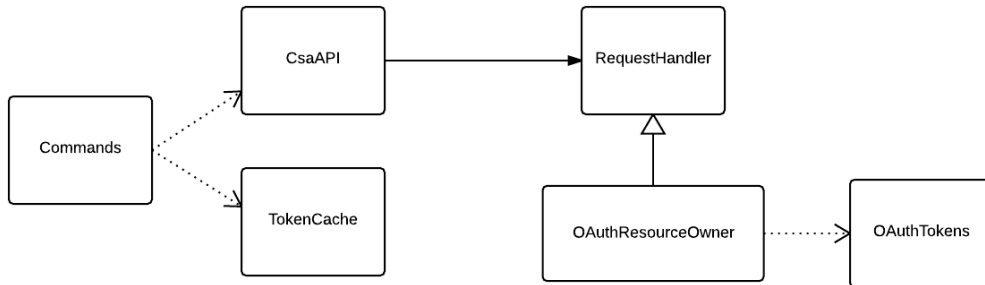 CsaAPI
RequestHandler
Commands
TokenCache
OAuthResourceOwner
OAuthTokens